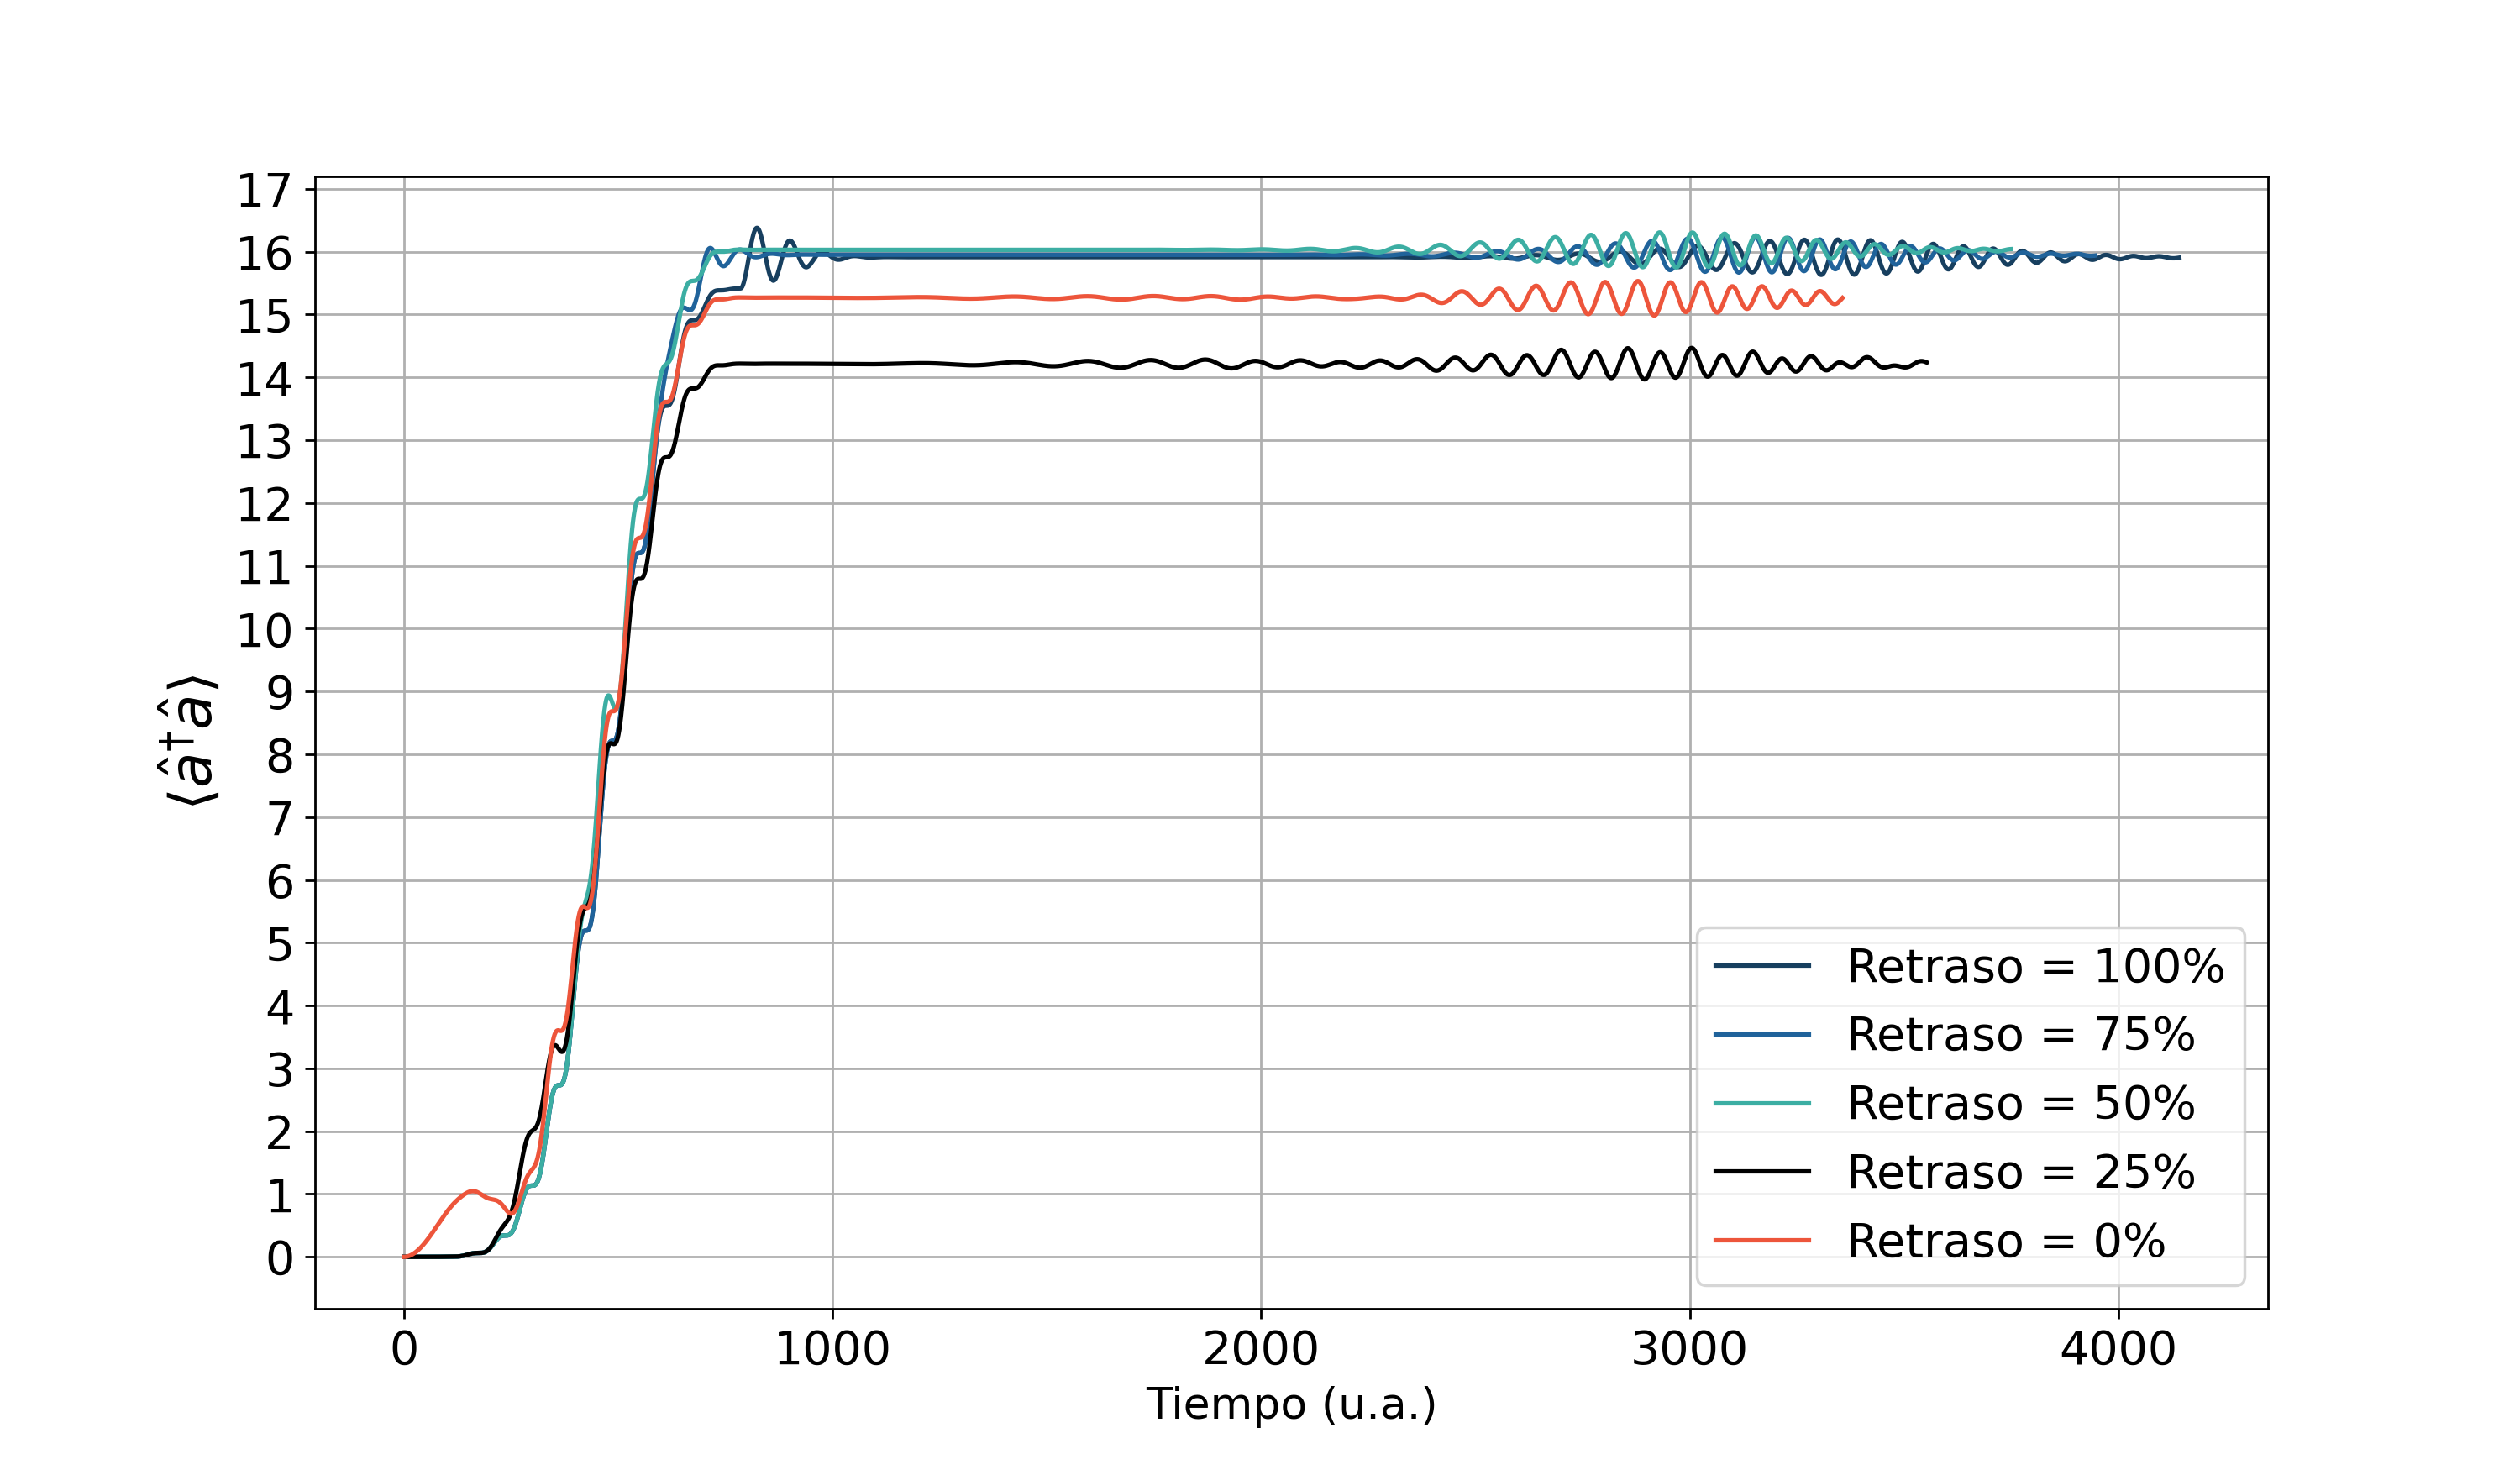 17
16
15
14
13
12
11
10
9
8
7
6
5
4
3
2
1
0
⟨â†â⟩
Retraso = 100%
Retraso = 75%
Retraso = 50%
Retraso = 25%
Retraso = 0%
0 1000 2000 3000 4000
Tiempo (u.a.)